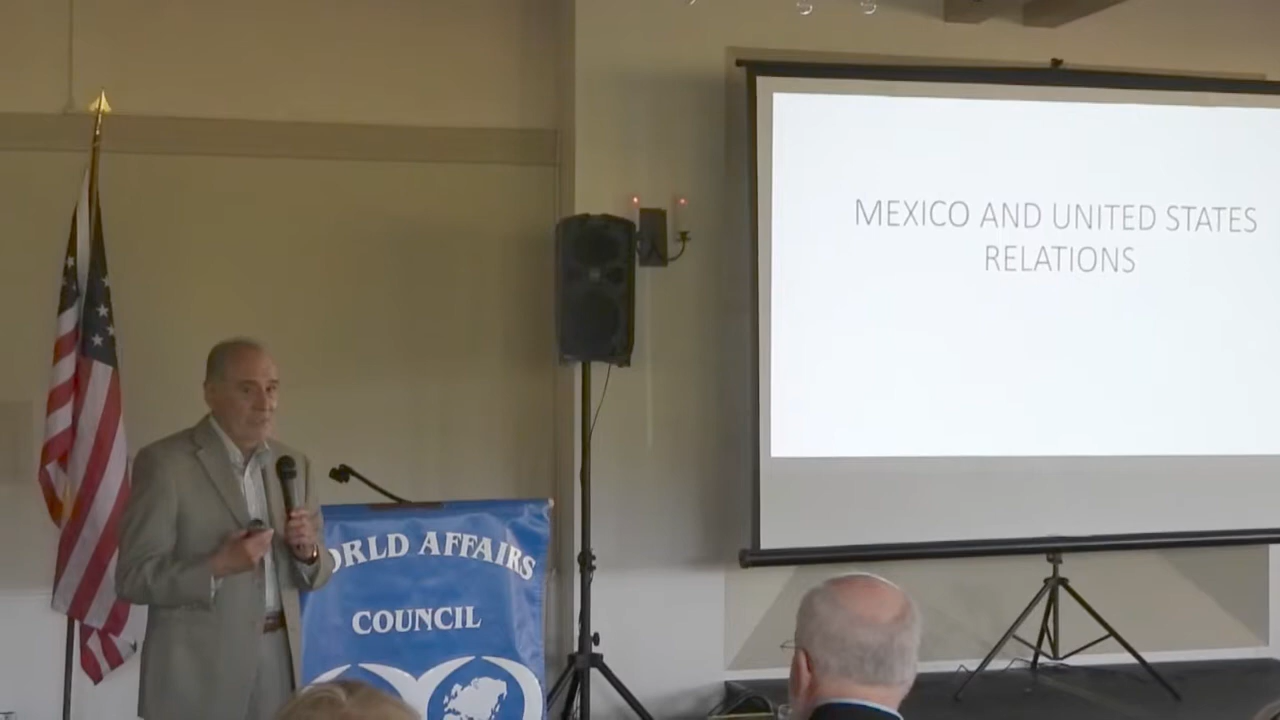 MEXICO AND UNITED STATES
RELATIONS
ORLD AFFAIRS
COUNCIL